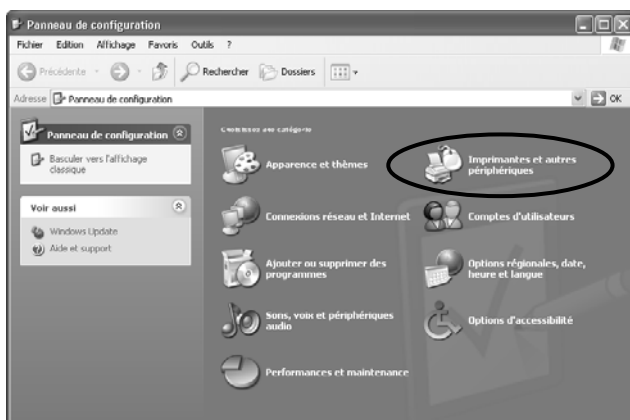 Panneau de configuration
Fichier Edition Affichage Favoris Outils ?
Précédente Rechercher Dossiers
Adresse Panneau de configuration OK
Panneau de configuration
Basculer vers l'affichage
classique
Voir aussi
Windows Update
Aide et support
catégorie
Apparence et thèmes
Imprimantes et autres
périphériques
Connexions réseau et Internet
Comptes d'utilisateurs
Ajouter ou supprimer des
programmes
Options régionales, date,
heure et langue
Sons, voix et périphériques
audio
Options d'accessibilité
Performances et maintenance